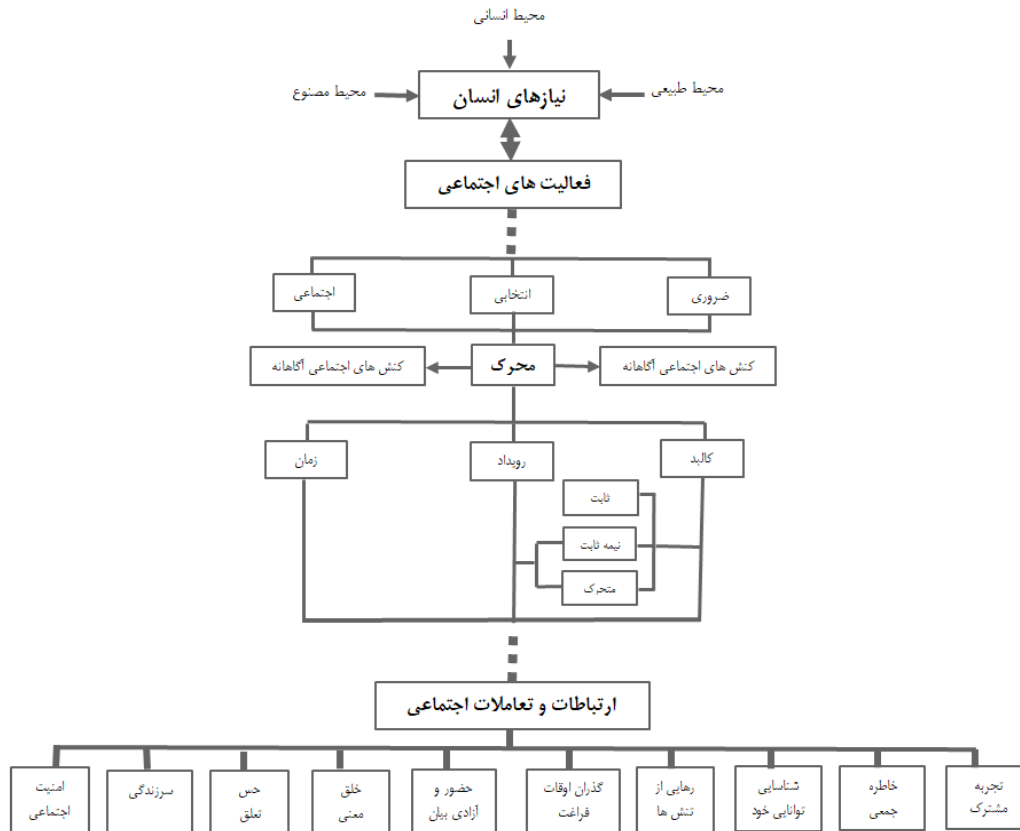 محیط انسانی
محیط طبیعی
نیازهای انسان
محیط مصنوع
فعالیت های اجتماعی
ضروری
انتخابی
اجتماعی
کنش های اجتماعی آگاهانه
محرک
کنش های اجتماعی آگاهانه
کالبد
رویداد
زمان
ثابت
نیمه ثابت
متحرک
ارتباطات و تعاملات اجتماعی
تجربه
مشترک
خاطره
جمعی
شناسایی
توانایی خود
رهایی از
تنش ها
گذران اوقات
فراغت
حضور و
آزادی بیان
خلق
معنی
حس
تعلق
سرزندگی
امنیت
اجتماعی